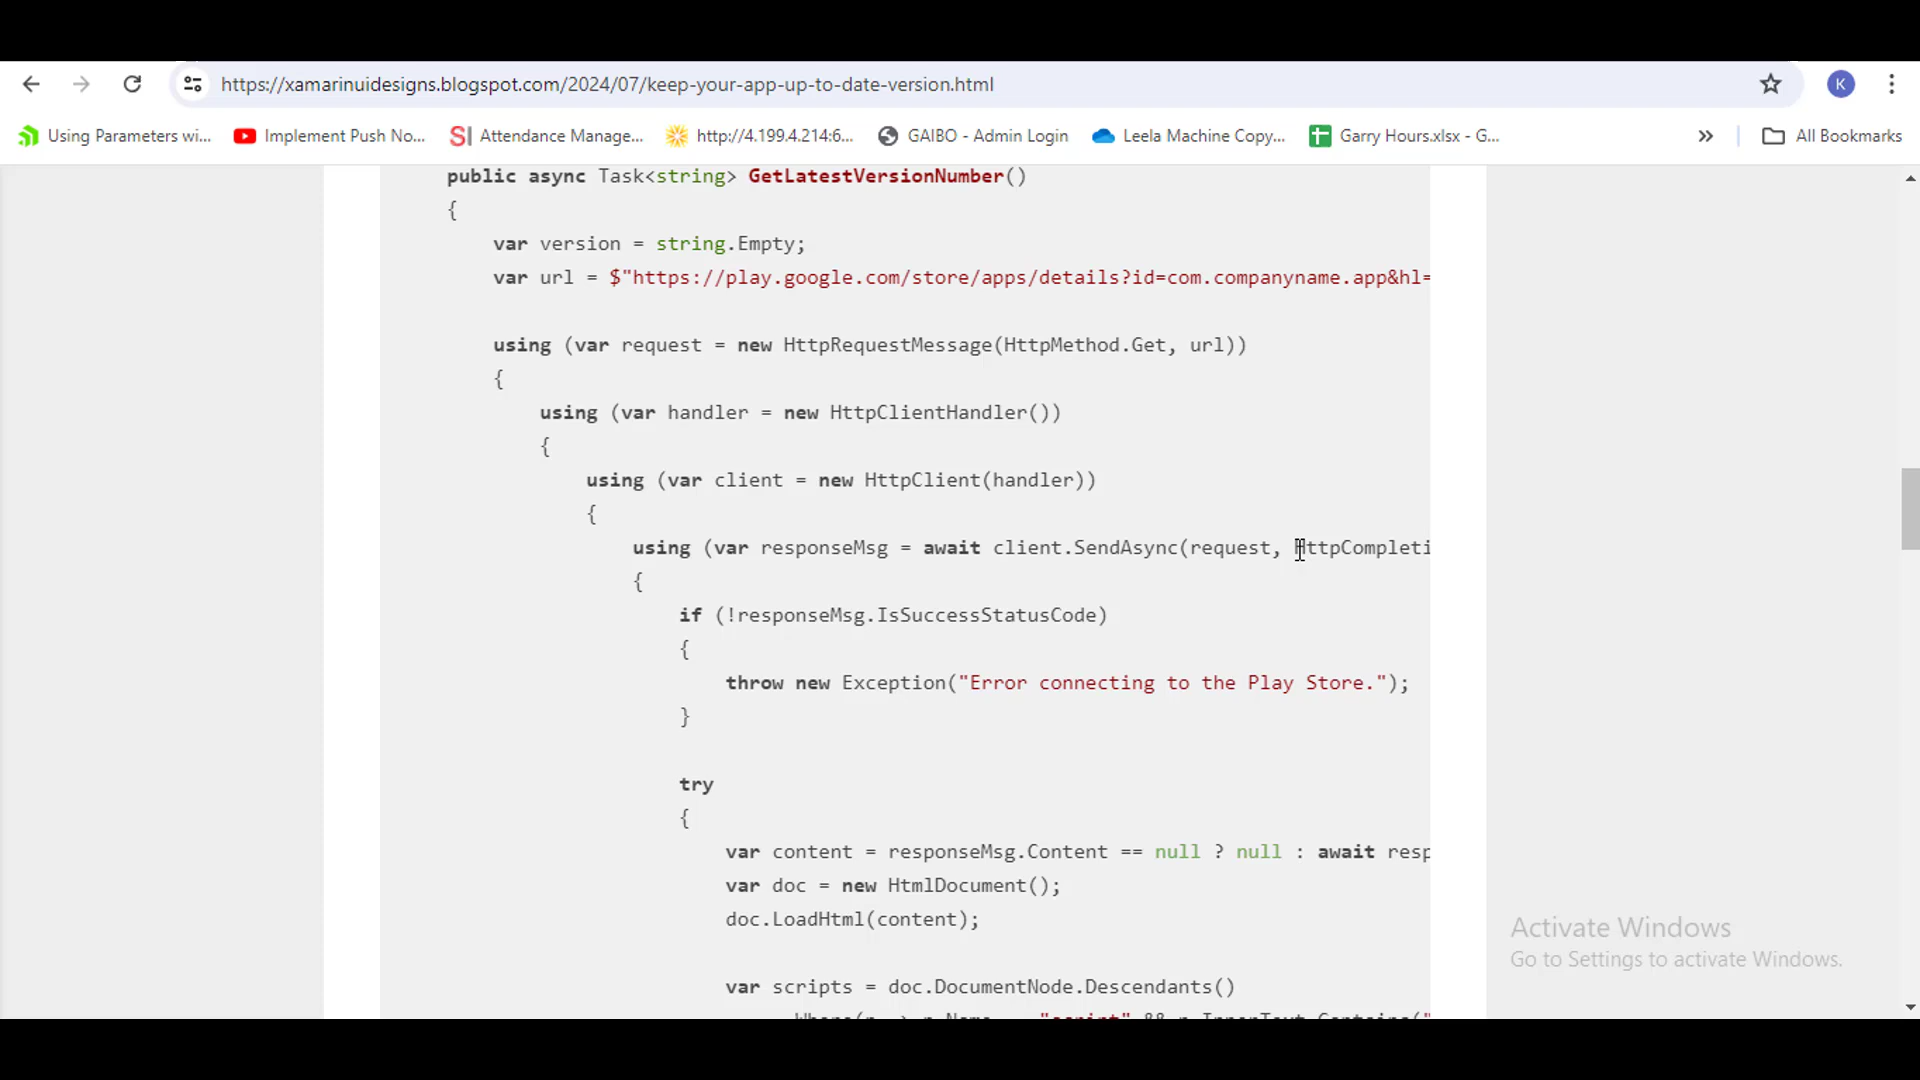 https://xamarinuidesigns.blogspot.com/2024/07/keep-your-app-up-to-date-version.html
K
Using Parameters wi...
Implement Push No...
Attendance Manage...
http://4.199.4.214:6...
GAIBO - Admin Login
Leela Machine Copy...
Garry Hours.xlsx - G...
»
All Bookmarks
public async Task<string> GetLatestVersionNumber()
{
var version = string.Empty;
var url = $"https://play.google.com/store/apps/details?id=com.companyname.app&hl=
using (var request = new HttpRequestMessage(HttpMethod.Get, url))
{
using (var handler = new HttpClientHandler())
{
using (var client = new HttpClient(handler))
{
using (var responseMsg = await client.SendAsync(request, HttpCompleti
{
if (!responseMsg.IsSuccessStatusCode)
{
throw new Exception("Error connecting to the Play Store.");
}
try
{
var content = responseMsg.Content == null ? null : await resp
var doc = new HtmlDocument();
doc.LoadHtml(content);
var scripts = doc.DocumentNode.Descendants()
Activate Windows
Go to Settings to activate Windows.